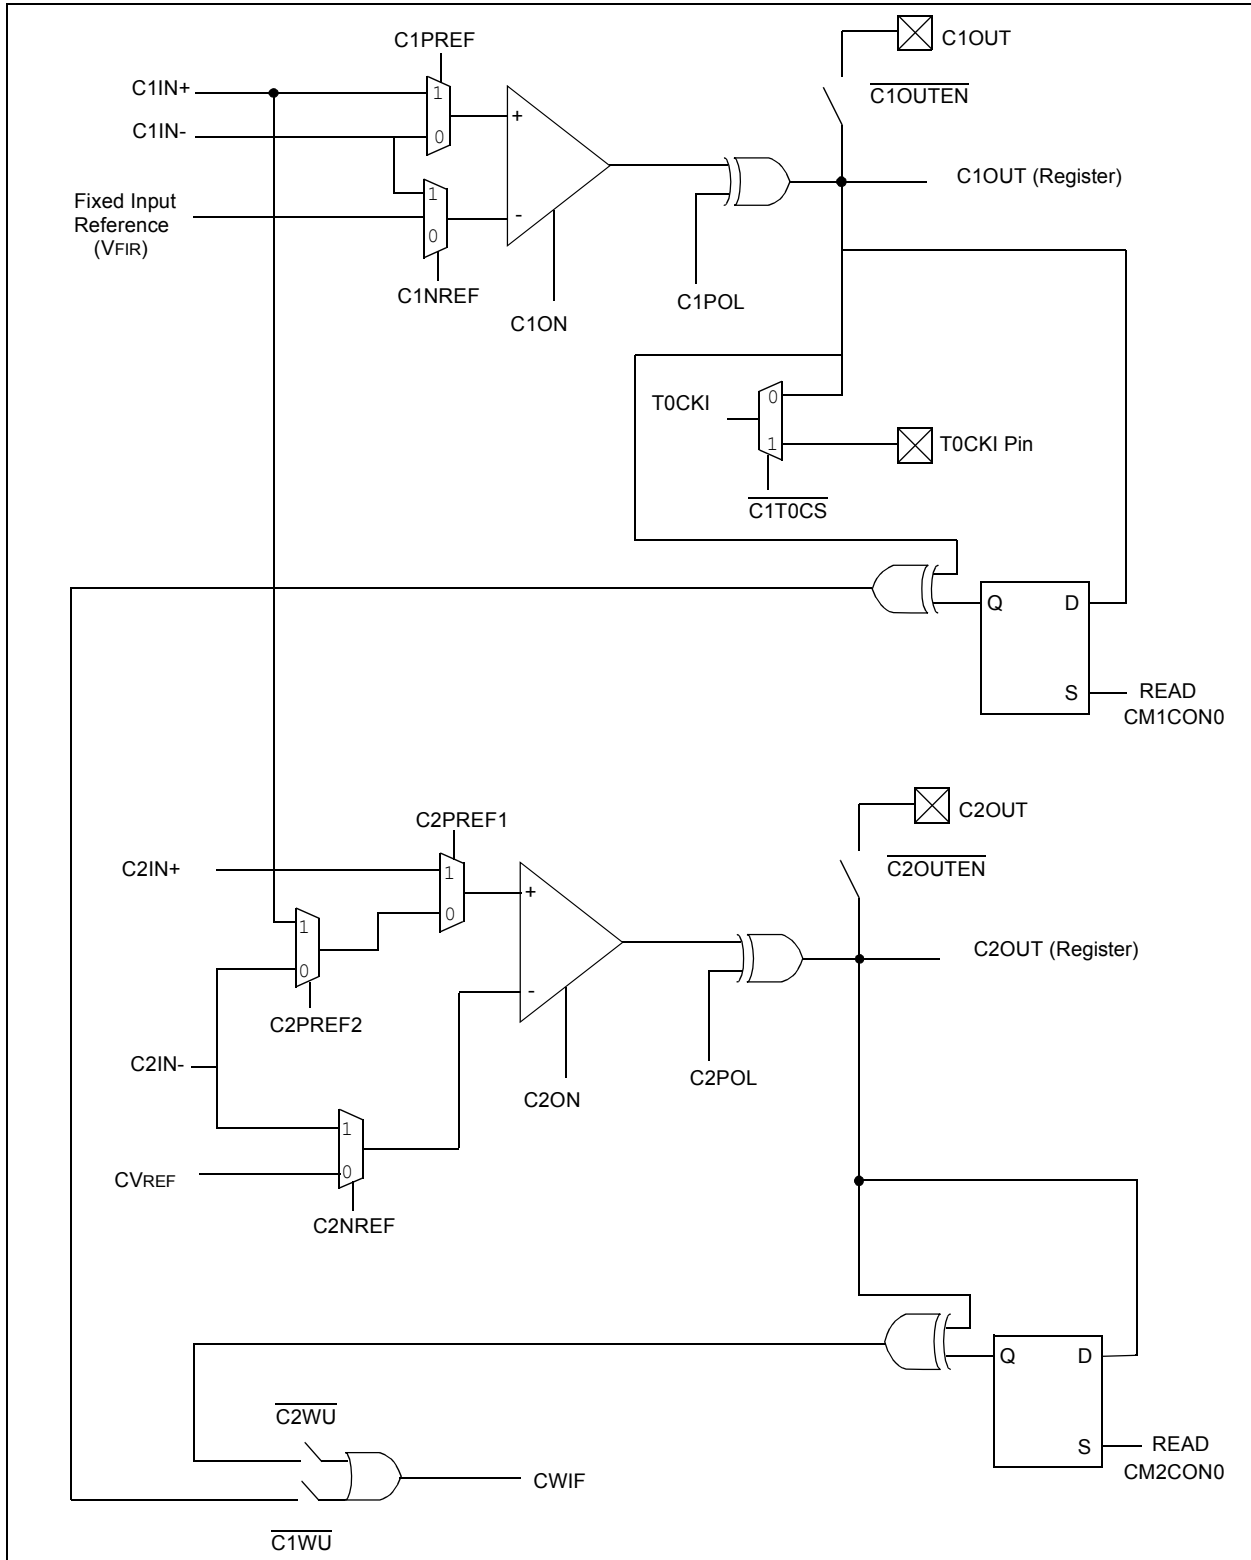 C1OUT
C1PREF
C1IN+
1
C1OUTEN
+
C1IN-
0
C1OUT (Register)
1
Fixed Input
Reference
(VFIR)
-
0
C1NREF
C1POL
C1ON
T0CKI
0
1
T0CKI Pin
C1T0CS
Q
D
S
READ
CM1CON0
C2OUT
C2PREF1
C2IN+
1
C2OUTEN
+
0
1
C2OUT (Register)
0
-
C2PREF2
C2IN-
C2POL
C2ON
1
CVREF
0
C2NREF
Q
D
C2WU
S
READ
CM2CON0
CWIF
C1WU